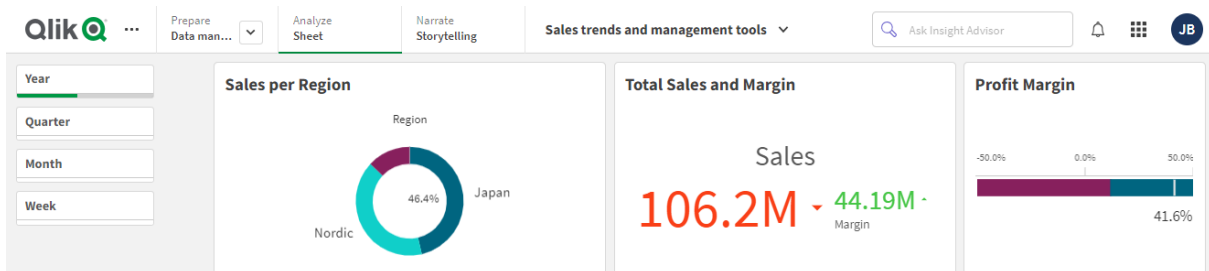 Qlik
...
Prepare
Data man...
Analyze
Sheet
Narrate
Storytelling
Sales trends and management tools
Ask Insight Advisor
JB
Year
Quarter
Month
Week
Sales per Region
Region
46.4%
Japan
Nordic
Total Sales and Margin
Sales
106.2M
44.19M
Margin
Profit Margin
-50.0% 0.0% 50.0%
41.6%